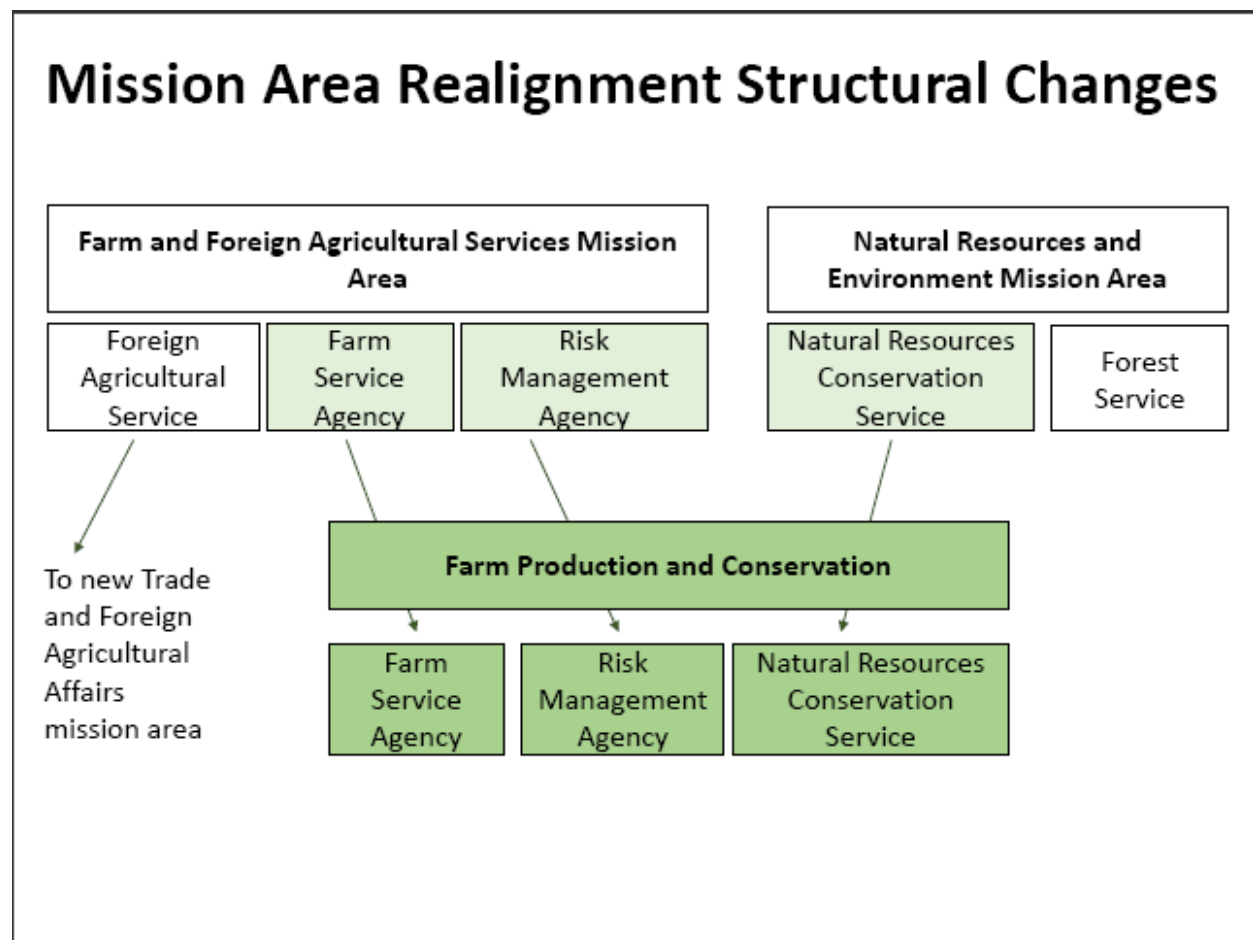 Mission Area Realignment Structural Changes
Farm and Foreign Agricultural Services Mission
Area
Natural Resources and
Environment Mission Area
Foreign
Agricultural
Service
Farm
Service
Agency
Risk
Management
Agency
Natural Resources
Conservation
Service
Forest
Service
Farm Production and Conservation
To new Trade
and Foreign
Agricultural
Affairs
mission area
Farm
Service
Agency
Risk
Management
Agency
Natural Resources
Conservation
Service